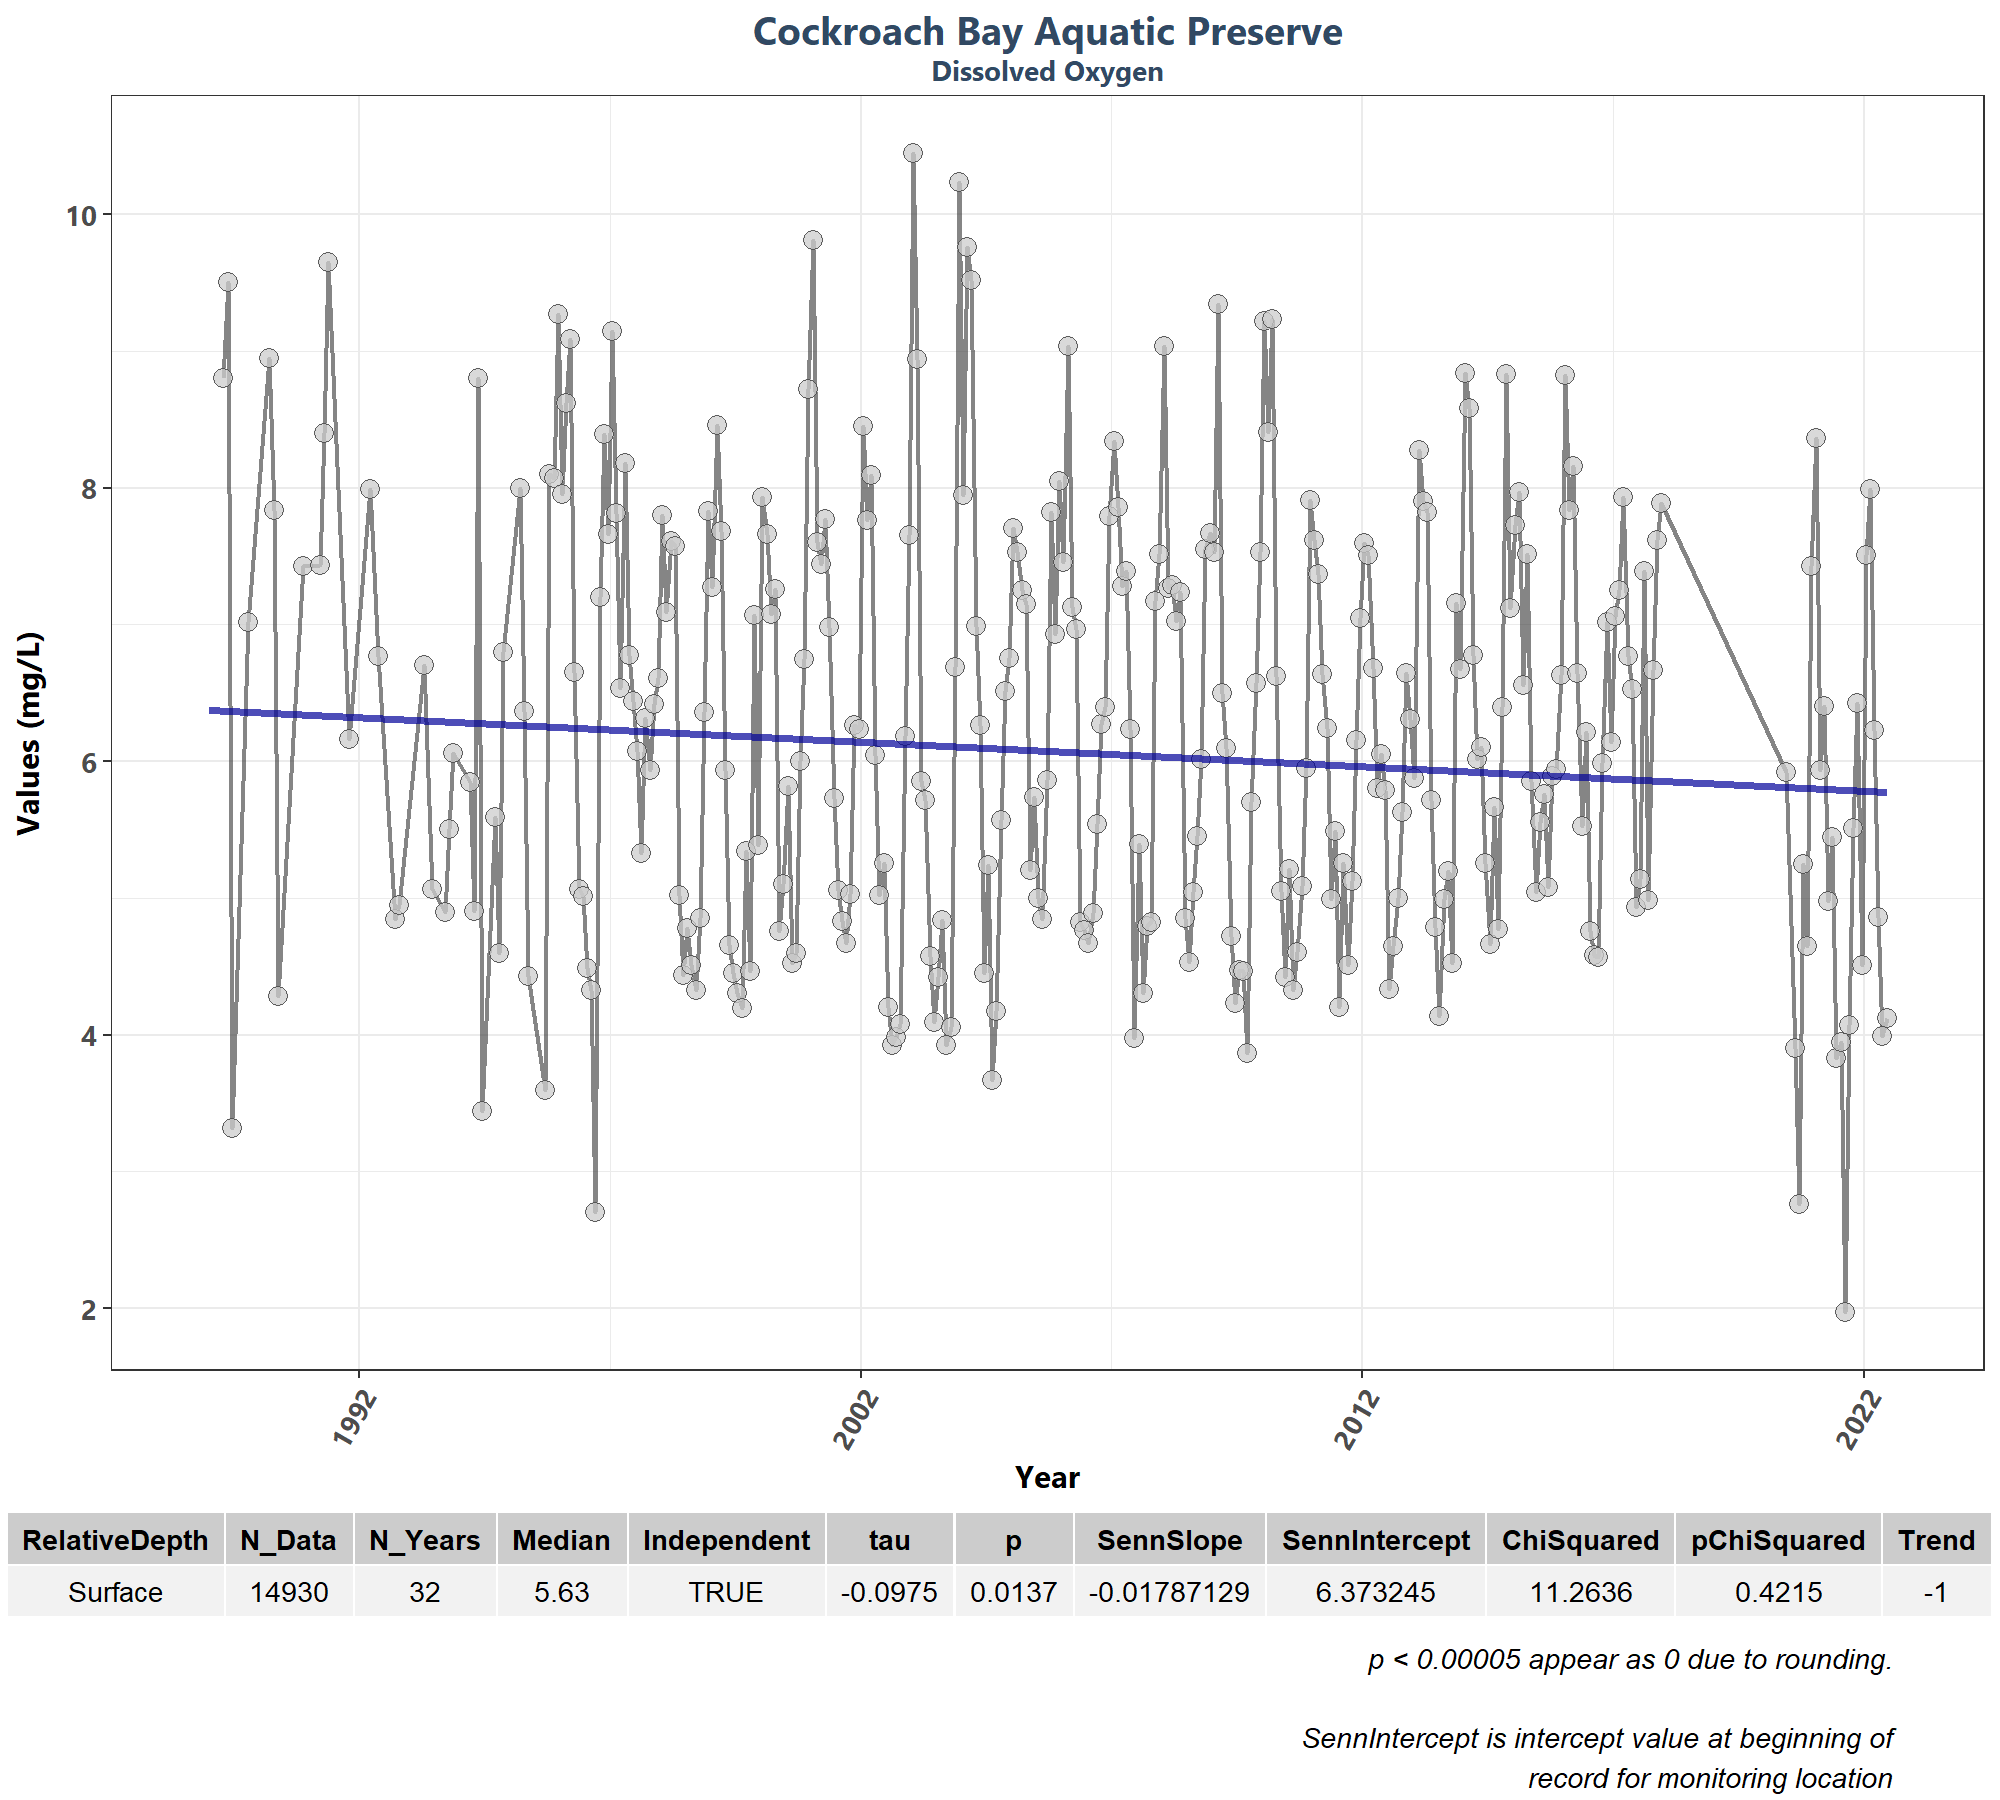 Cockroach Bay Aquatic Preserve
Dissolved Oxygen
Values (mg/L)
10
8
6
4
2
1992
2002
2012
2022
Year
RelativeDepth N_Data N_Years Median Independent tau p SennSlope SennIntercept ChiSquared pChiSquared Trend
Surface 14930 32 5.63 TRUE -0.0975 0.0137 -0.01787129 6.373245 11.2636 0.4215 -1
p < 0.00005 appear as 0 due to rounding.
SennIntercept is intercept value at beginning of
record for monitoring location